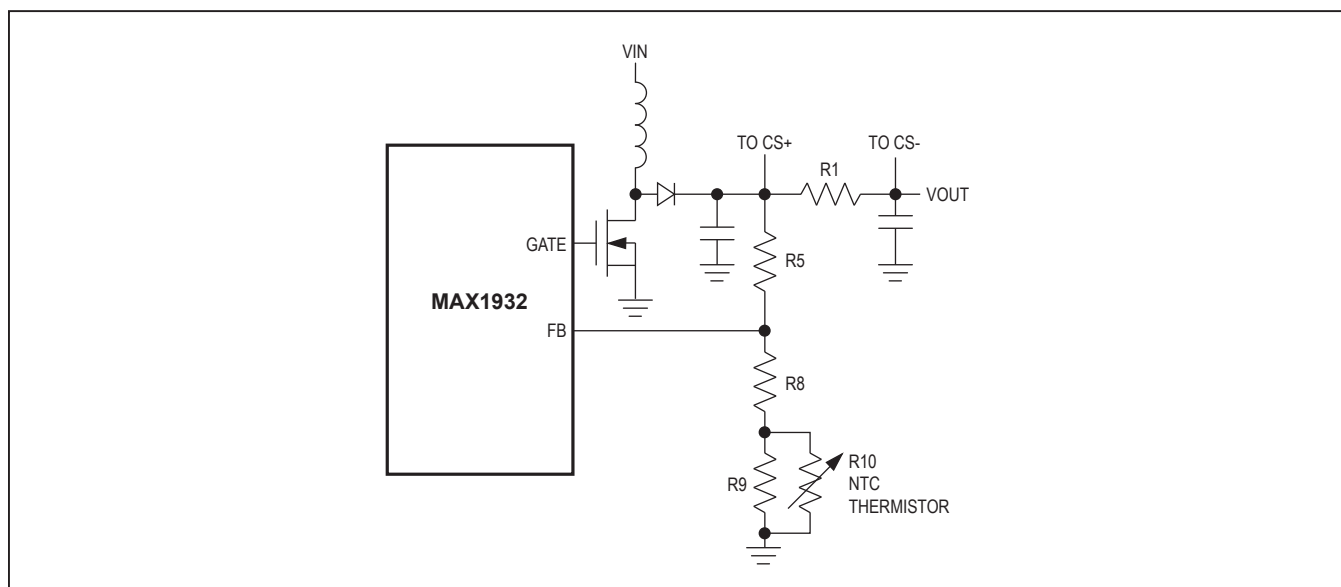 VIN
TO CS+
TO CS-
R1
VOUT
GATE
R5
MAX1932
FB
R8
R9
R10
NTC
THERMISTOR